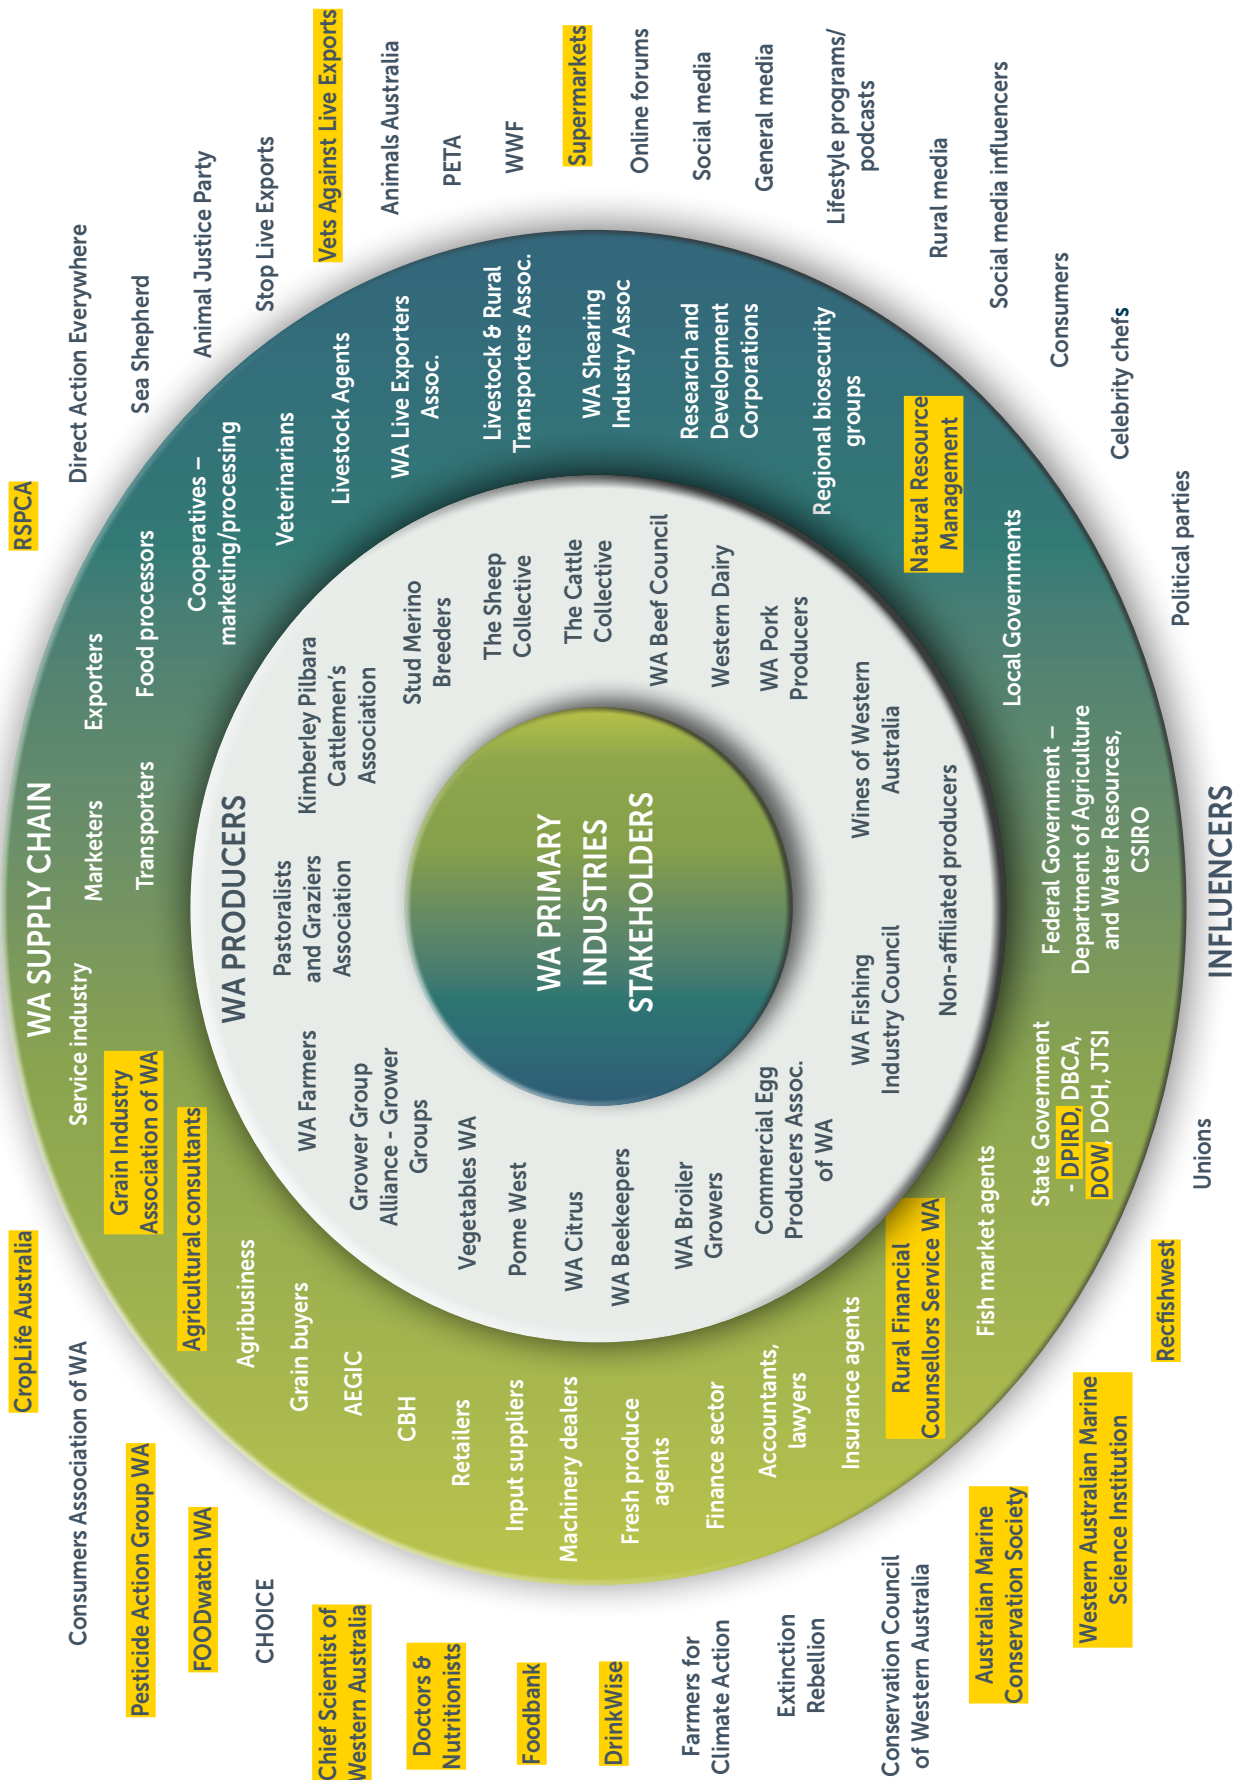 WA PRIMARY
INDUSTRIES
STAKEHOLDERS
WA PRODUCERS
Pastoralists
and Graziers
Association
Kimberley Pilbara
Cattlemen's
Association
Stud Merino
Breeders
The Sheep
Collective
The Cattle
Collective
WA Beef Council
Western Dairy
WA Pork
Producers
Wines of Western
Australia
Non-affiliated producers
WA Fishing
Industry Council
Commercial Egg
Producers Assoc.
of WA
WA Broiler
Growers
WA Beekeepers
WA Citrus
Pome West
Vegetables WA
Grower Group
Alliance - Grower
Groups
WA Farmers
WA SUPPLY CHAIN
Marketers
Exporters
Transporters
Food processors
Cooperatives –
marketing/processing
Veterinarians
Livestock Agents
WA Live Exporters
Assoc.
Livestock & Rural
Transporters Assoc.
WA Shearing
Industry Assoc
Research and
Development
Corporations
Regional biosecurity
groups
Natural Resource
Management
Local Governments
Federal Government –
Department of Agriculture
and Water Resources,
CSIRO
State Government
- DPIRD, DBCA,
DOW, DOH, JTSI
Fish market agents
Rural Financial
Counsellors Service WA
Insurance agents
Accountants,
lawyers
Finance sector
Fresh produce
agents
Machinery dealers
Input suppliers
Retailers
CBH
AEGIC
Grain buyers
Agribusiness
Agricultural consultants
Grain Industry
Association of WA
Service industry
INFLUENCERS
RSPCA
Direct Action Everywhere
Sea Shepherd
Animal Justice Party
Stop Live Exports
Vets Against Live Exports
Animals Australia
PETA
WWF
Supermarkets
Online forums
Social media
General media
Lifestyle programs/
podcasts
Rural media
Social media influencers
Consumers
Celebrity chefs
Political parties
Unions
Recfishwest
Western Australian Marine
Science Institution
Australian Marine
Conservation Society
Conservation Council
of Western Australia
Extinction
Rebellion
Farmers for
Climate Action
DrinkWise
Foodbank
Doctors &
Nutritionists
Chief Scientist of
Western Australia
CHOICE
FOODwatch WA
Pesticide Action Group WA
Consumers Association of WA
CropLife Australia